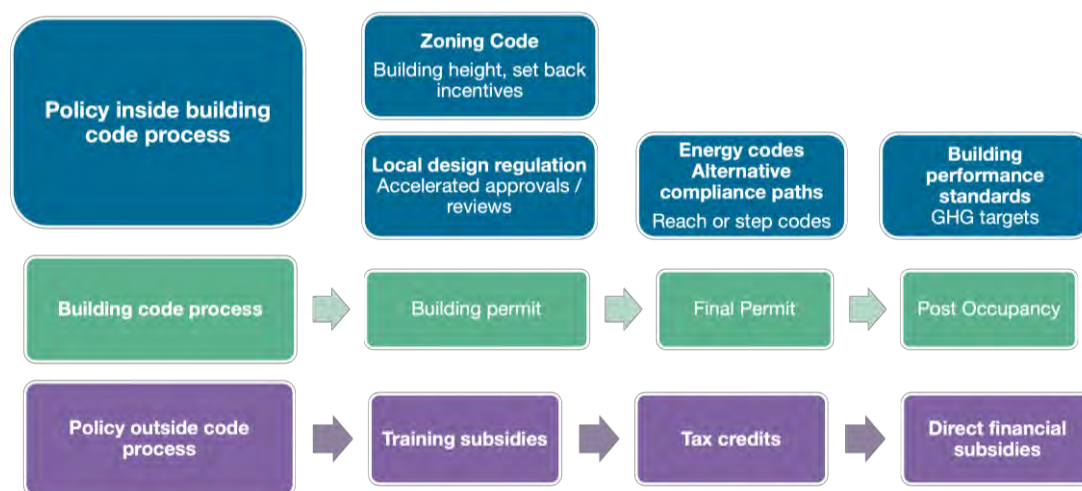 Policy inside building
code process
Zoning Code
Building height, set back
incentives
Local design regulation
Accelerated approvals /
reviews
Energy codes
Alternative
compliance paths
Reach or step codes
Building
performance
standards
GHG targets
Building code process
Building permit
Final Permit
Post Occupancy
Policy outside code
process
Training subsidies
Tax credits
Direct financial
subsidies